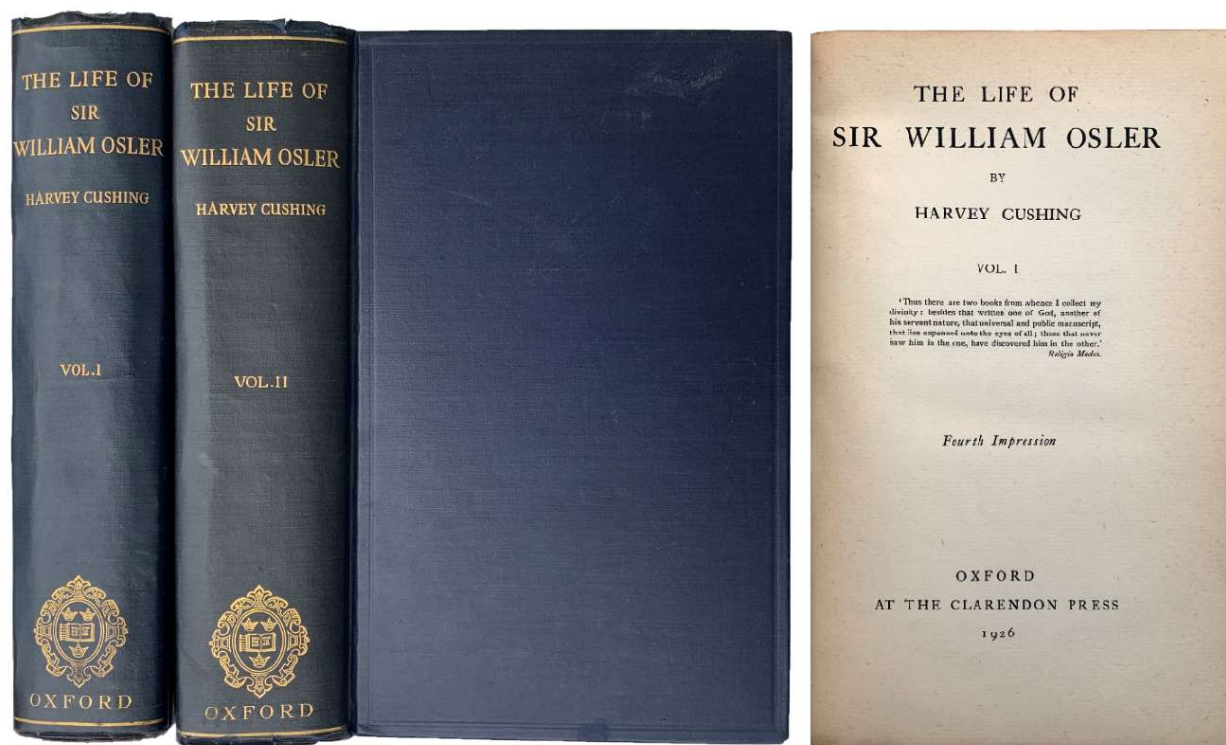 THE LIFE OF
SIR
WILLIAM OSLER
HARVEY CUSHING
VOL.I
OXFORD
THE LIFE OF
SIR
WILLIAM OSLER
HARVEY CUSHING
VOL.II
OXFORD
THE LIFE OF
SIR WILLIAM OSLER
BY
HARVEY CUSHING
VOL. I
'Thus there are two books from whence I collect my
divinity: besides that written one of God, another of
his servant nature, that universal and public manuscript,
that lies expansed unto the eyes of all; those that never
saw him in the one, have discovered him in the other.'
Religio Medici.
Fourth Impression
OXFORD
AT THE CLARENDON PRESS
1926